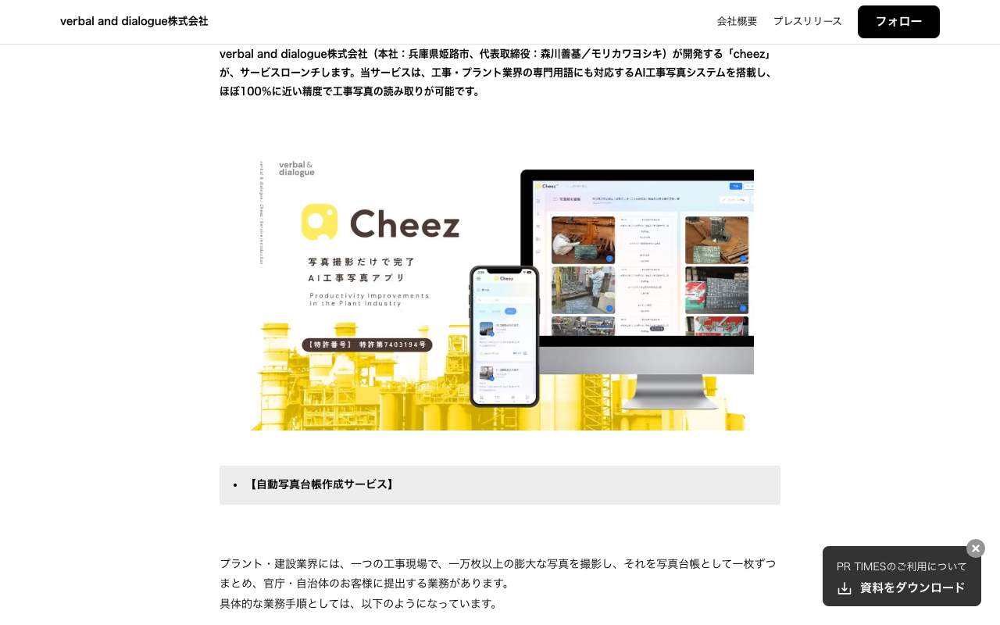 verbal and dialogue株式会社
会社概要
プレスリリース
フォロー
verbal and dialogue株式会社（本社：兵庫県姫路市、代表取締役：森川善基／モリカワヨシキ）が開発する「cheez」
が、サービスローンチします。当サービスは、工事・プラント業界の専門用語にも対応するAI工事写真システムを搭載し、
ほぼ100%に近い精度で工事写真の読み取りが可能です。
verbal & dialogue / Cheez Service introduction
verbal &
dialogue
Cheez
写真撮影だけで完了
AI工事写真アプリ
Productivity Improvements
in the Plant Industry
【特許番号】 特許第7403194号
Cheez
写真帳を編集
Cheez
ホーム
・【自動写真台帳作成サービス】
プラント・建設業界には、一つの工事現場で、一万枚以上の膨大な写真を撮影し、それを写真台帳として一枚ずつ
まとめ、官庁・自治体のお客様に提出する業務があります。
具体的な業務手順としては、以下のようになっています。
PR TIMESのご利用について
資料をダウンロード